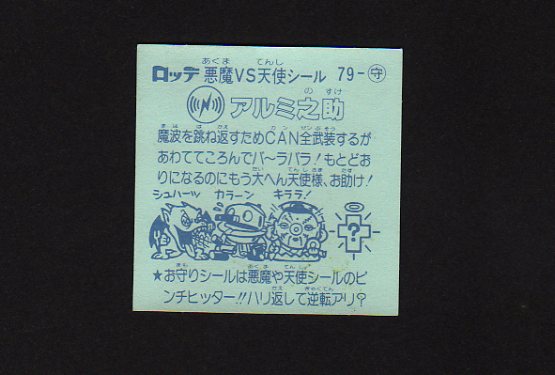 ロッテ 悪魔VS天使シール 79-守
アルミ之助
魔波を跳ね返すためCAN全武装するが
あわててころんでバ〜ラバラ！もとどお
りになるのにもう大へん天使様、お助け！
シュハーッ カラーン キララ！
?
★お守りシールは悪魔や天使シールのピ
ンチヒッター!!ハリ返して逆転アリ?